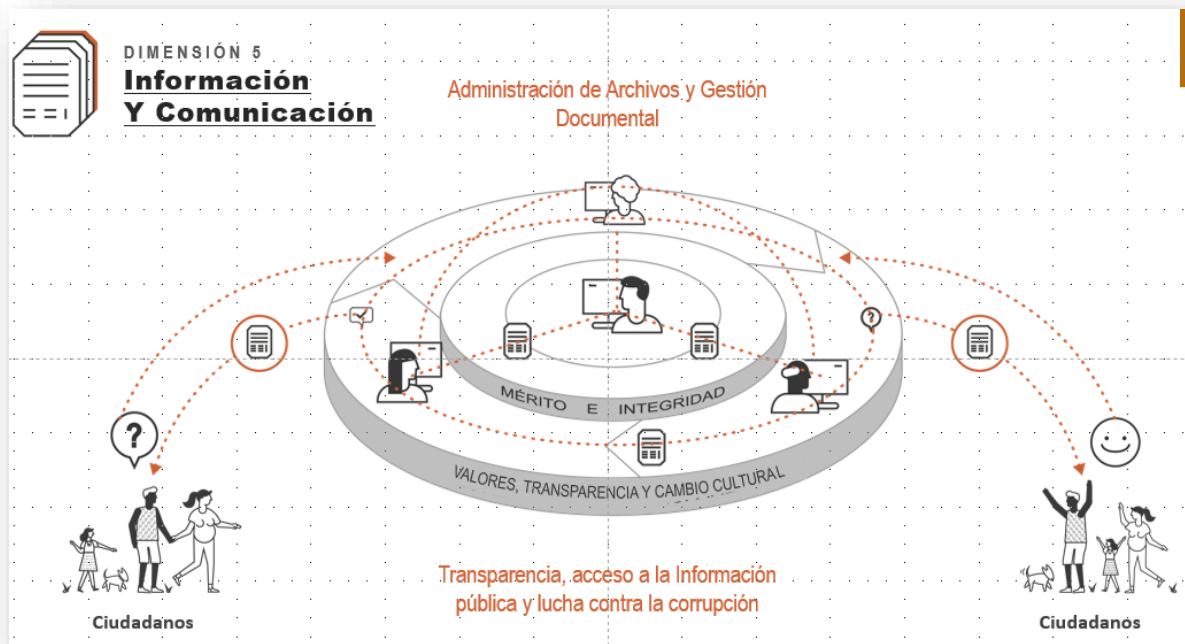 DIMENSIÓN 5
Información
Y Comunicación
Administración de Archivos y Gestión
Documental
?
MÉRITO E INTEGRIDAD
VALORES, TRANSPARENCIA Y CAMBIO CULTURAL
?
Transparencia, acceso a la Información
pública y lucha contra la corrupción
Ciudadanos
Ciudadanos